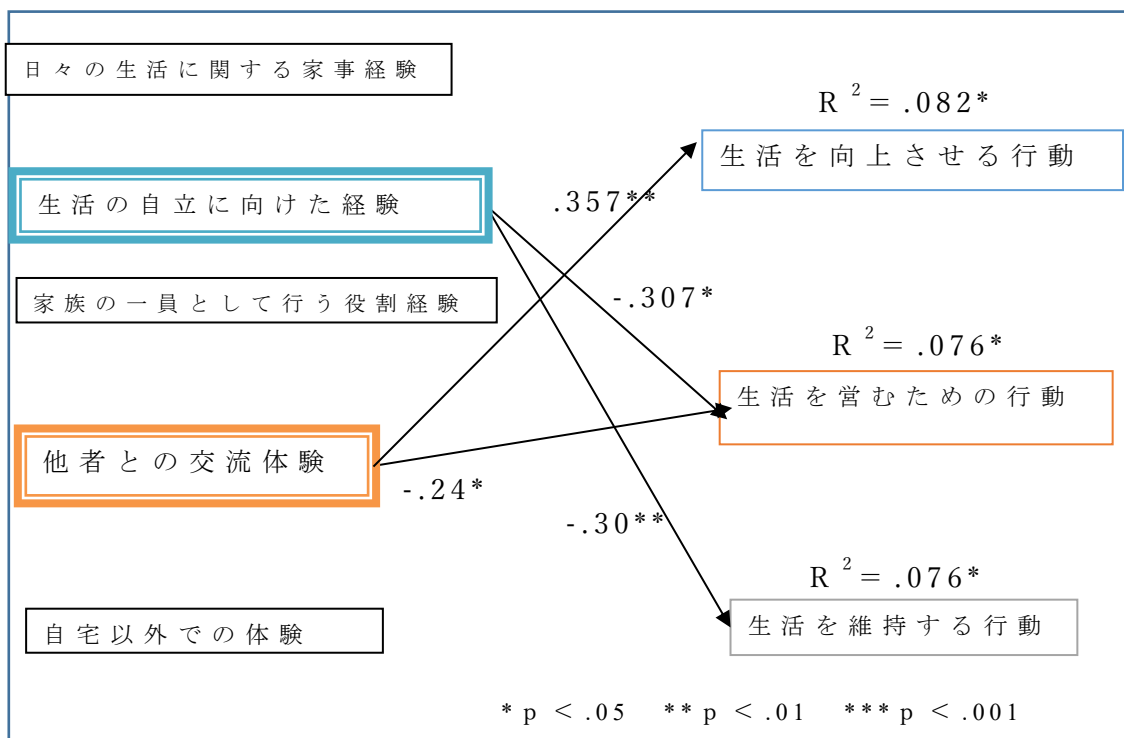 日々の生活に関する家事経験
R²=.082*
生活を向上させる行動
生活の自立に向けた経験
.357**
家族の一員として行う役割経験
-.307*
R²=.076*
生活を営むための行動
他者との交流体験
-.24*
-.30**
R²=.076*
生活を維持する行動
自宅以外での体験
*p <.05 **p <.01 ***p <.001